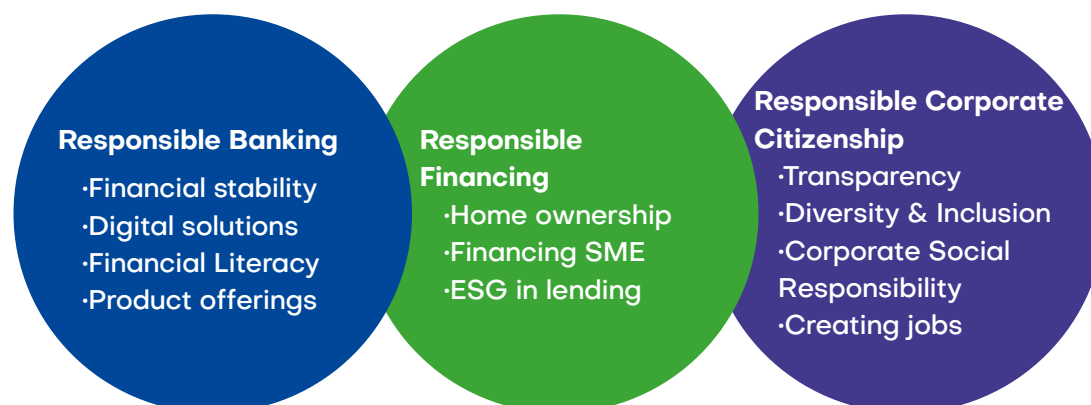 Responsible Banking
·Financial stability
·Digital solutions
·Financial Literacy
·Product offerings
Responsible
Financing
·Home ownership
·Financing SME
·ESG in lending
Responsible Corporate
Citizenship
·Transparency
·Diversity & Inclusion
·Corporate Social
Responsibility
·Creating jobs